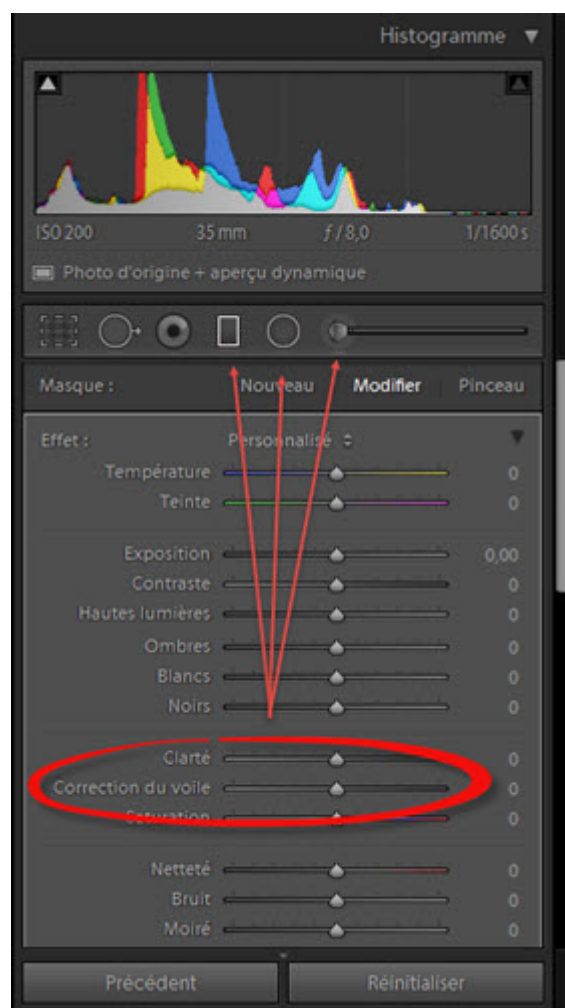 Histogramme
ISO 200 35 mm ƒ / 8,0 1/1600 s
Photo d'origine + aperçu dynamique
Masque : Nouveau Modifier Pinceau
Effet : Personnalisé
Température 0
Teinte 0
Exposition 0,00
Contraste 0
Hautes lumières 0
Ombres 0
Blancs 0
Noirs 0
Clarté 0
Correction du voile 0
Saturation 0
Netteté 0
Bruit 0
Moiré 0
Précédent Réinitialiser